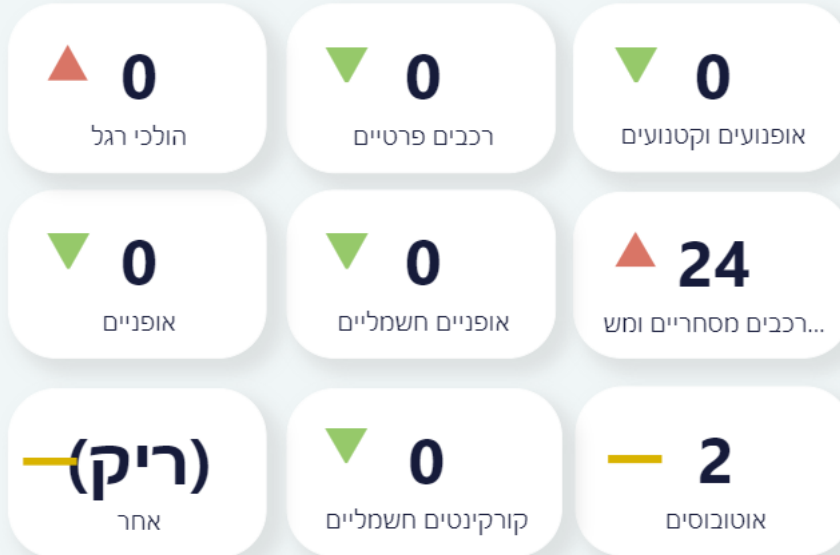 0
אופנועים וקטנועים
0
רכבים פרטיים
0
הולכי רגל
24
רכבים מסחריים ומש...
0
אופניים חשמליים
0
אופניים
2
אוטובוסים
0
קורקינטים חשמליים
(ריק)
אחר